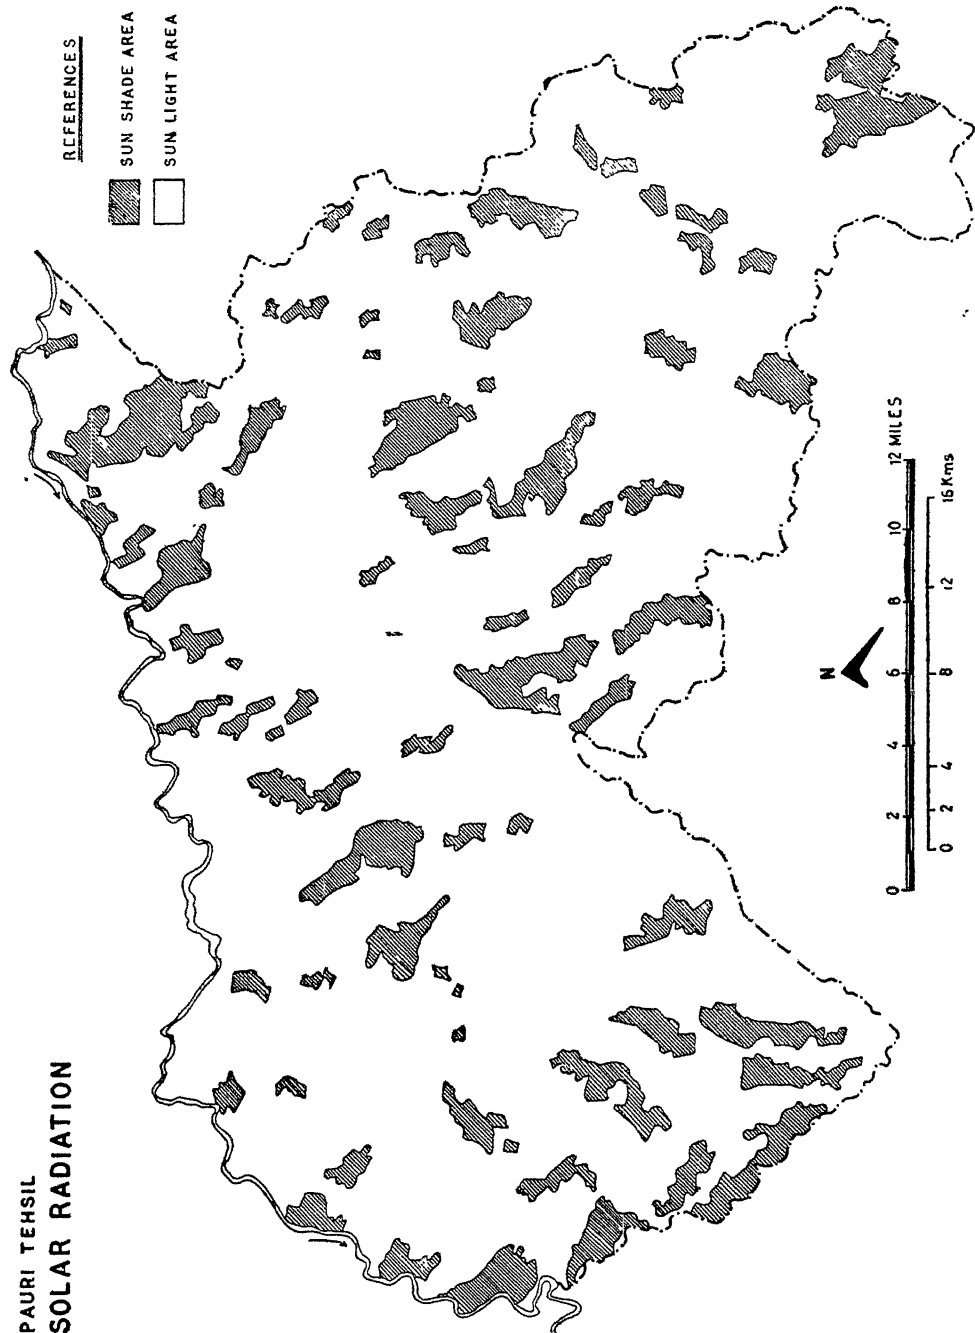 PAURI TEHSIL
SOLAR RADIATION
REFERENCES
SUN SHADE AREA
SUN LIGHT AREA
N
0 2 4 6 8 10 12 MILES
0 2 4 8 12 16 Kms